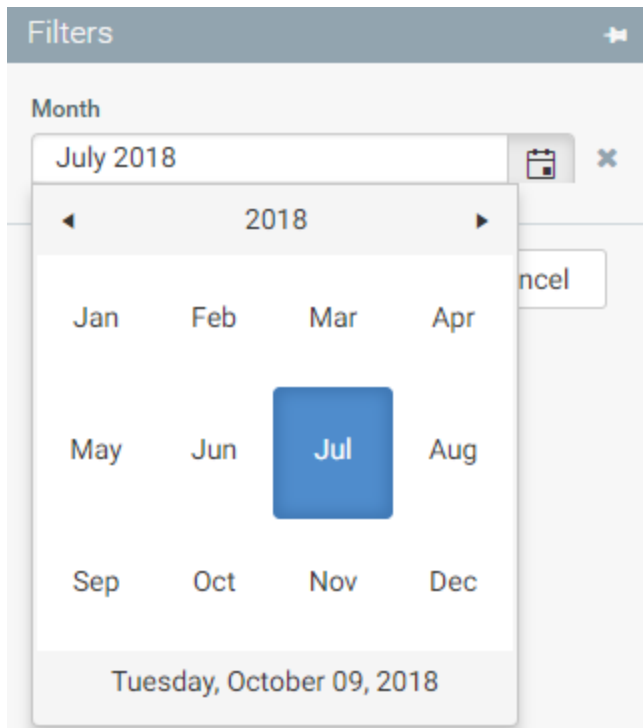 Filters
Month
July 2018
2018
ncel
Jan Feb Mar Apr
May Jun Jul Aug
Sep Oct Nov Dec
Tuesday, October 09, 2018